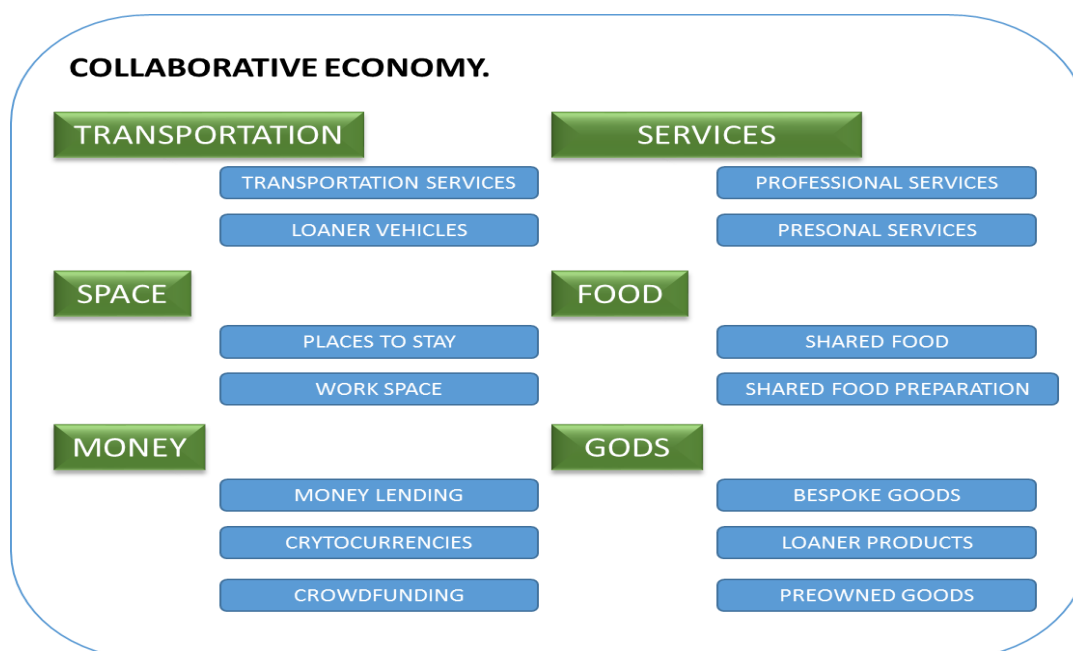 COLLABORATIVE ECONOMY.
TRANSPORTATION
TRANSPORTATION SERVICES
LOANER VEHICLES
SERVICES
PROFESSIONAL SERVICES
PRESONAL SERVICES
SPACE
PLACES TO STAY
WORK SPACE
FOOD
SHARED FOOD
SHARED FOOD PREPARATION
MONEY
MONEY LENDING
CRYTOCURRENCIES
CROWDFUNDING
GODS
BESPOKE GOODS
LOANER PRODUCTS
PREOWNED GOODS